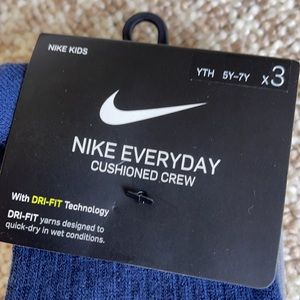 NIKE KIDS
YTH 5Y-7Y x3
NIKE EVERYDAY
CUSHIONED CREW
With DRI-FIT Technology
DRI-FIT yarns designed to
quick-dry in wet conditions.